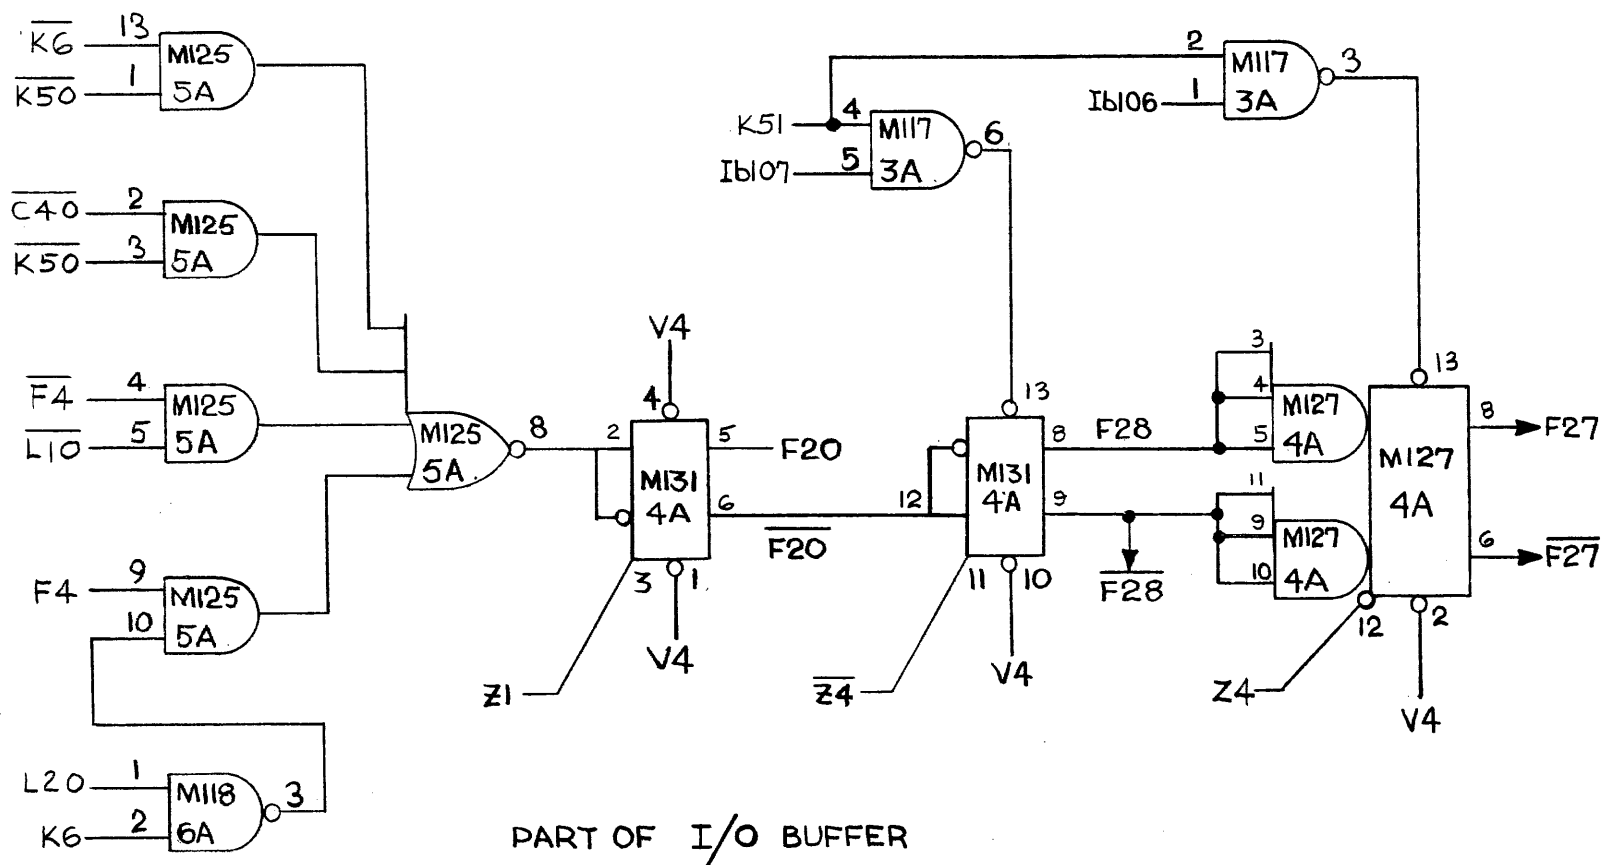 K6 13
M125
5A
K50 1
C40 2
M125
5A
K50 3
F4 4
M125
5A
L10 5
F4 9
M125
5A
10
L20 1
M118
6A
3
K6 2
M125
5A
8
V4
4
2
M131
4A
5
F20
6
F20
3
1
V4
Z1
K51
4
M117
3A
6
Ib107
5
2
M117
3A
3
Ib106
1
13
12
M131
4A
8
F28
9
F28
11
10
V4
Z4
3
4
M127
4A
5
11
9
M127
4A
10
13
M127
4A
8
F27
6
F27
12
2
Z4
V4
PART OF I/O BUFFER